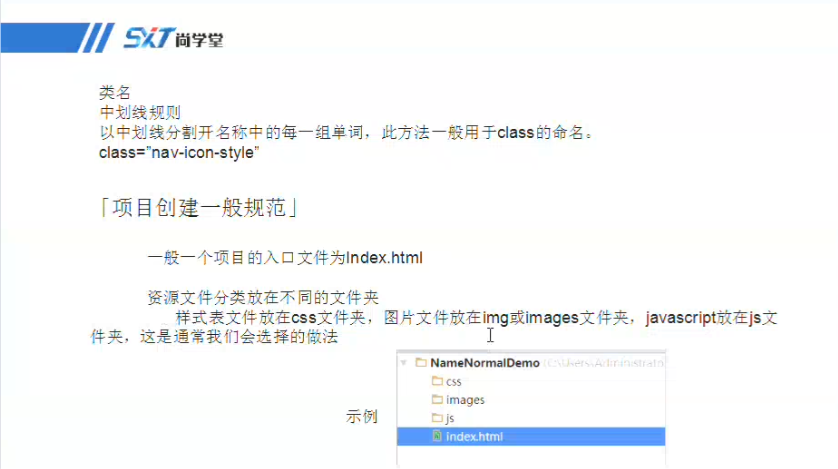 SXT尚学堂
类名
中划线规则
以中划线分割开名称中的每一组单词，此方法一般用于class的命名。
class=”nav-icon-style”
「项目创建一般规范」
一般一个项目的入口文件为Index.html
资源文件分类放在不同的文件夹
样式表文件放在css文件夹，图片文件放在img或images文件夹，javascript放在js文
件夹，这是通常我们会选择的做法
NameNormalDemo (C:\Users\Administrator
css
images
示例
js
index.html